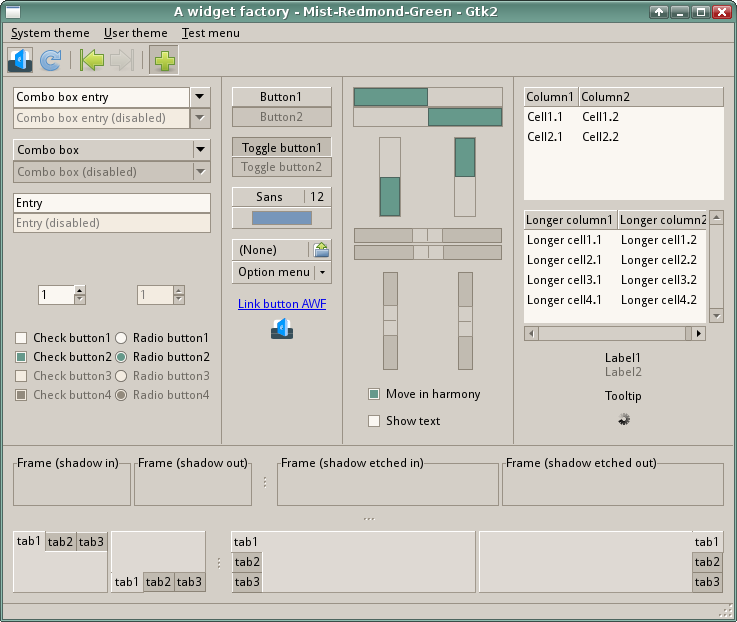 A widget factory - Mist-Redmond-Green - Gtk2
System theme User theme Test menu
Combo box entry
Combo box entry (disabled)
Combo box
Combo box (disabled)
Entry
Entry (disabled)
1 1
Check button1 Radio button1
Check button2 Radio button2
Check button3 Radio button3
Check button4 Radio button4
Button1
Button2
Toggle button1
Toggle button2
Sans 12
(None)
Option menu
Link button AWF
Move in harmony
Show text
Column1 Column2
Cell1.1 Cell1.2
Cell2.1 Cell2.2
Longer column1 Longer column2
Longer cell1.1 Longer cell1.2
Longer cell2.1 Longer cell2.2
Longer cell3.1 Longer cell3.2
Longer cell4.1 Longer cell4.2
Label1
Label2
Tooltip
Frame (shadow in) Frame (shadow out) Frame (shadow etched in) Frame (shadow etched out)
tab1 tab2 tab3
tab1 tab2 tab3
tab1
tab2
tab3
tab1
tab2
tab3